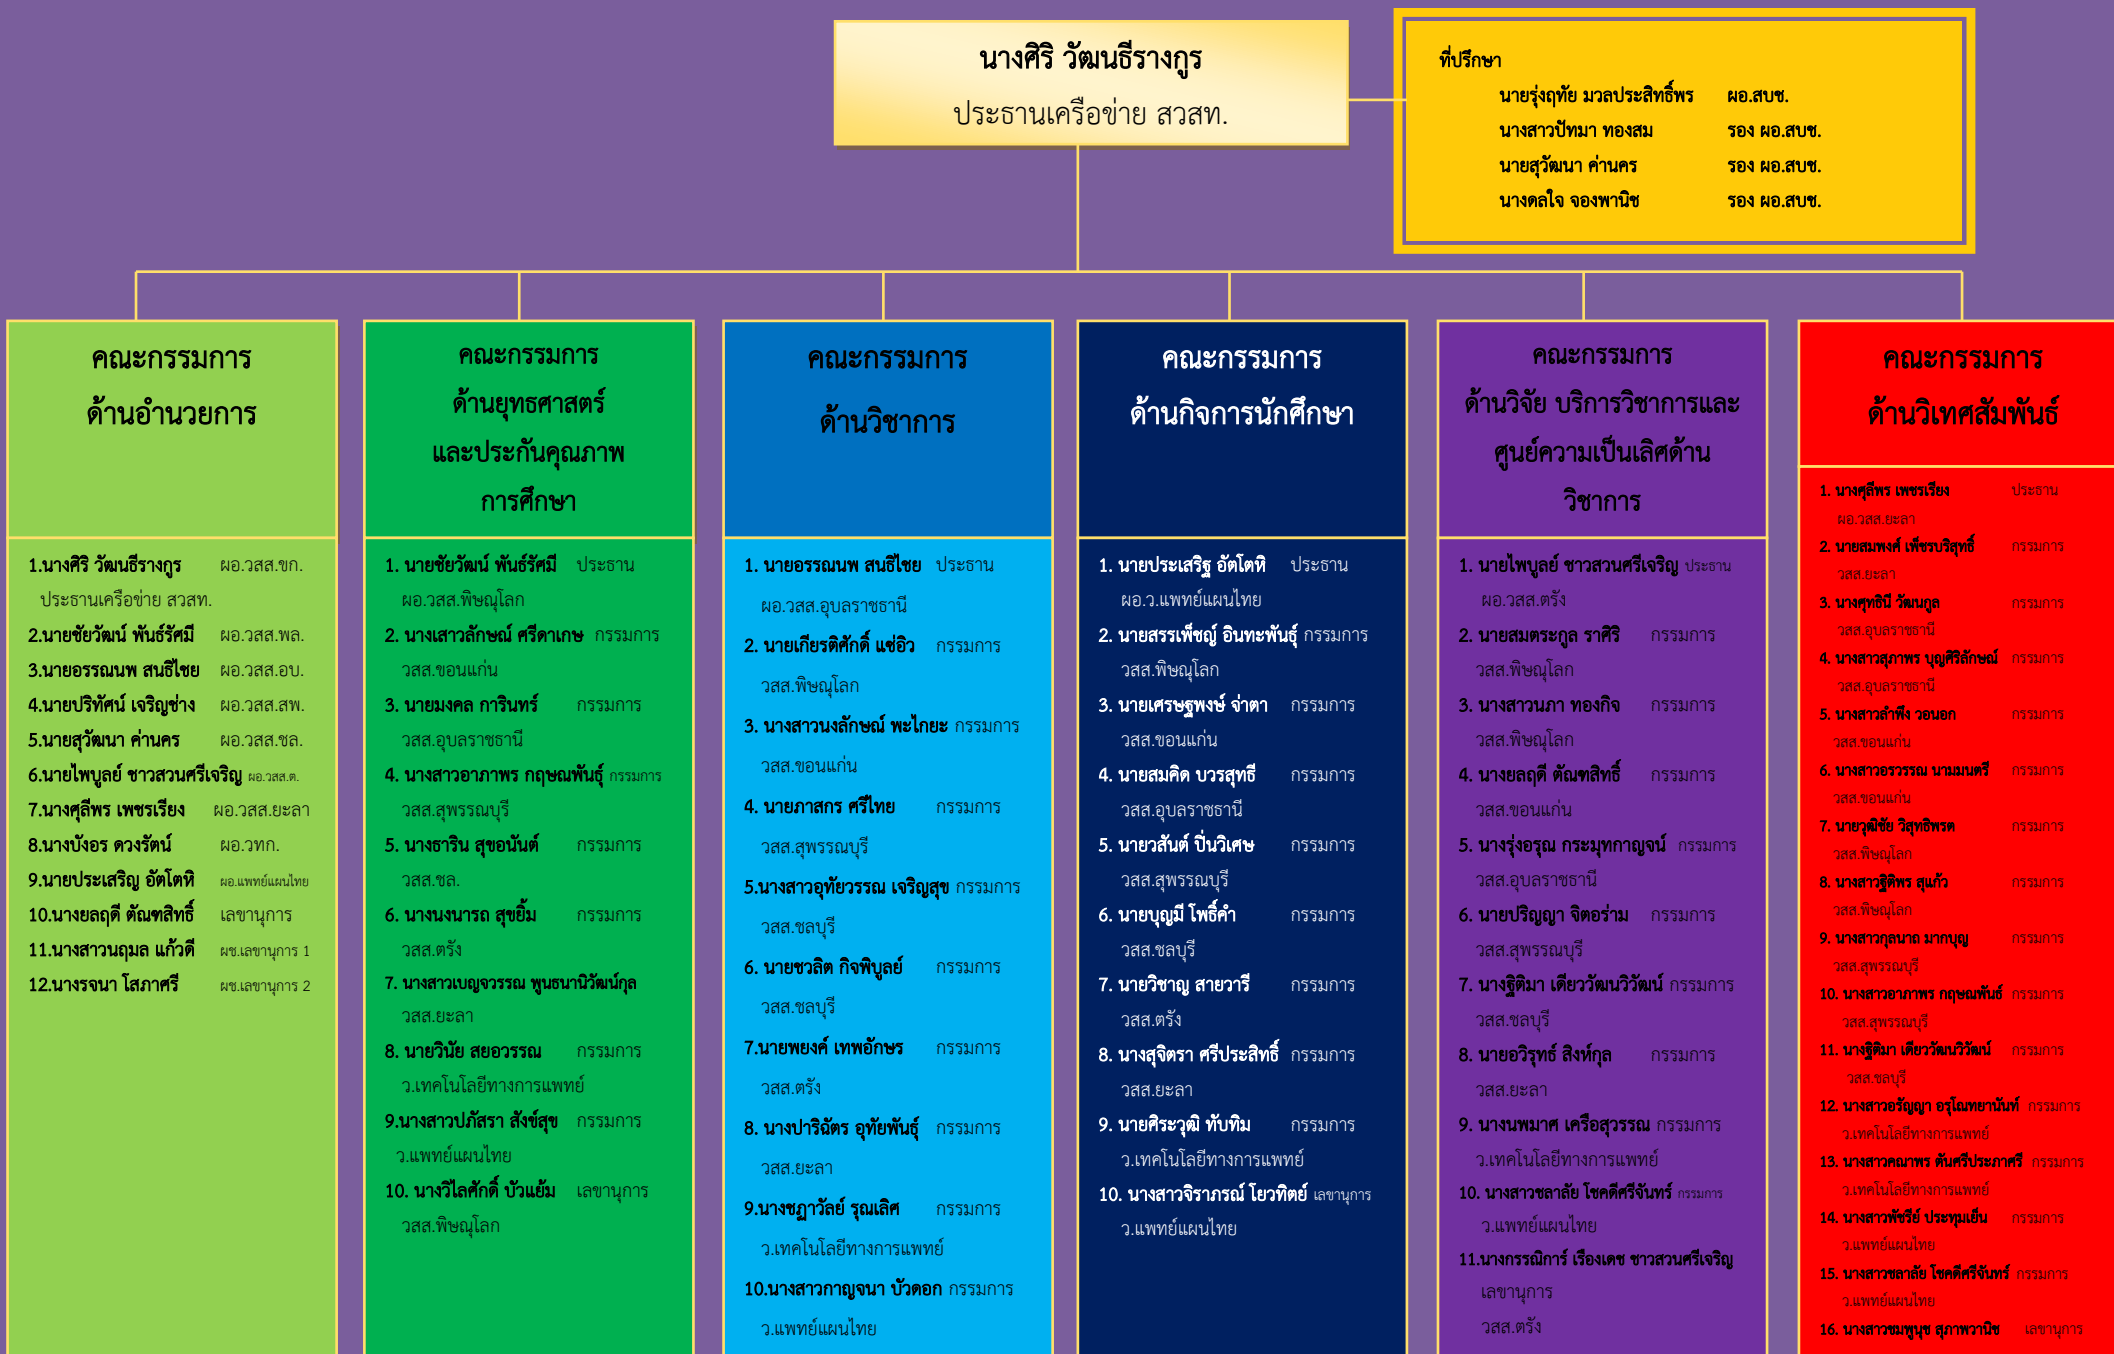 นางศิริ วัฒนธีรางกูร
ประธานเครือข่าย สวสท.
ที่ปรึกษา
นายรุ่งฤทัย มวลประสิทธิ์พร ผอ.สบช.
นางสาวปัทมา ทองสม รอง ผอ.สบช.
นายสุวัฒนา ค่านคร รอง ผอ.สบช.
นางดลใจ จองพานิช รอง ผอ.สบช.
คณะกรรมการ
ด้านอำนวยการ
1.นางศิริ วัฒนธีรางกูร ผอ.วสส.ขก.
ประธานเครือข่าย สวสท.
2.นายชัยวัฒน์ พันธ์รัศมี ผอ.วสส.พล.
3.นายอรรณนพ สนธิไชย ผอ.วสส.อบ.
4.นายปริทัศน์ เจริญช่าง ผอ.วสส.สพ.
5.นายสุวัฒนา ค่านคร ผอ.วสส.ชล.
6.นายไพบูลย์ ชาวสวนศรีเจริญ ผอ.วสส.ต.
7.นางศุลีพร เพชรเรียง ผอ.วสส.ยะลา
8.นางบังอร ดวงรัตน์ ผอ.วทก.
9.นายประเสริฐ อัตโตหิ ผอ.แพทย์แผนไทย
10.นางยลฤดี ตัณฑสิทธิ์ เลขานุการ
11.นางสาวนฤมล แก้วดี ผช.เลขานุการ 1
12.นางรจนา โสภาศรี ผช.เลขานุการ 2
คณะกรรมการ
ด้านยุทธศาสตร์
และประกันคุณภาพ
การศึกษา
1. นายชัยวัฒน์ พันธ์รัศมี ประธาน
ผอ.วสส.พิษณุโลก
2. นางเสาวลักษณ์ ศรีดาเกษ กรรมการ
วสส.ขอนแก่น
3. นายมงคล การินทร์ กรรมการ
วสส.อุบลราชธานี
4. นางสาวอาภาพร กฤษณพันธุ์ กรรมการ
วสส.สุพรรณบุรี
5. นางธาริน สุขอนันต์ กรรมการ
วสส.ชล.
6. นางนงนารถ สุขยิ้ม กรรมการ
วสส.ตรัง
7. นางสาวเบญจวรรณ พูนธนานิวัฒน์กุล
วสส.ยะลา
8. นายวินัย สยอวรรณ กรรมการ
ว.เทคโนโลยีทางการแพทย์
9.นางสาวปภัสรา สังข์สุข กรรมการ
ว.แพทย์แผนไทย
10. นางวิไลศักดิ์ บัวแย้ม เลขานุการ
วสส.พิษณุโลก
คณะกรรมการ
ด้านวิชาการ
1. นายอรรณนพ สนธิไชย ประธาน
ผอ.วสส.อุบลราชธานี
2. นายเกียรติศักดิ์ แซ่อิว กรรมการ
วสส.พิษณุโลก
3. นางสาวนงลักษณ์ พะไกยะ กรรมการ
วสส.ขอนแก่น
4. นายภาสกร ศรีไทย กรรมการ
วสส.สุพรรณบุรี
5.นางสาวอุทัยวรรณ เจริญสุข กรรมการ
วสส.ชลบุรี
6. นายชวลิต กิจพิบูลย์ กรรมการ
วสส.ชลบุรี
7.นายพยงค์ เทพอักษร กรรมการ
วสส.ตรัง
8. นางปาริฉัตร อุทัยพันธุ์ กรรมการ
วสส.ยะลา
9.นางชฎาวัลย์ รุณเลิศ กรรมการ
ว.เทคโนโลยีทางการแพทย์
10.นางสาวกาญจนา บัวดอก กรรมการ
ว.แพทย์แผนไทย
คณะกรรมการ
ด้านกิจการนักศึกษา
1. นายประเสริฐ อัตโตหิ ประธาน
ผอ.ว.แพทย์แผนไทย
2. นายสรรเพ็ชญ์ อินทะพันธุ์ กรรมการ
วสส.พิษณุโลก
3. นายเศรษฐพงษ์ จ่าตา กรรมการ
วสส.ขอนแก่น
4. นายสมคิด บวรสุทธี กรรมการ
วสส.อุบลราชธานี
5. นายวสันต์ ปิ่นวิเศษ กรรมการ
วสส.สุพรรณบุรี
6. นายบุญมี โพธิ์คำ กรรมการ
วสส.ชลบุรี
7. นายวิชาญ สายวารี กรรมการ
วสส.ตรัง
8. นางสุจิตรา ศรีประสิทธิ์ กรรมการ
วสส.ยะลา
9. นายศิระวุฒิ ทับทิม กรรมการ
ว.เทคโนโลยีทางการแพทย์
10. นางสาวจิราภรณ์ โยวทิตย์ เลขานุการ
ว.แพทย์แผนไทย
คณะกรรมการ
ด้านวิจัย บริการวิชาการและ
ศูนย์ความเป็นเลิศด้าน
วิชาการ
1. นายไพบูลย์ ชาวสวนศรีเจริญ ประธาน
ผอ.วสส.ตรัง
2. นายสมตระกูล ราศิริ กรรมการ
วสส.พิษณุโลก
3. นางสาวนภา ทองกิจ กรรมการ
วสส.พิษณุโลก
4. นางยลฤดี ตัณฑสิทธิ์ กรรมการ
วสส.ขอนแก่น
5. นางรุ่งอรุณ กระมุทกาญจน์ กรรมการ
วสส.อุบลราชธานี
6. นายปริญญา จิตอร่าม กรรมการ
วสส.สุพรรณบุรี
7. นางฐิติมา เดียววัฒนวิวัฒน์ กรรมการ
วสส.ชลบุรี
8. นายอวิรุทธ์ สิงห์กุล กรรมการ
วสส.ยะลา
9. นางนพมาศ เครือสุวรรณ กรรมการ
ว.เทคโนโลยีทางการแพทย์
10. นางสาวชลาลัย โชคดีศรีจันทร์ กรรมการ
ว.แพทย์แผนไทย
11.นางกรรณิการ์ เรืองเดช ชาวสวนศรีเจริญ
เลขานุการ
วสส.ตรัง
คณะกรรมการ
ด้านวิเทศสัมพันธ์
1. นางศุลีพร เพชรเรียง ประธาน
ผอ.วสส.ยะลา
2. นายสมพงศ์ เพ็ชรบริสุทธิ์ กรรมการ
วสส.ยะลา
3. นางศุทธินี วัฒนกูล กรรมการ
วสส.อุบลราชธานี
4. นางสาวสุภาพร บุญศิริลักษณ์ กรรมการ
วสส.อุบลราชธานี
5. นางสาวลำพึง วอนอก กรรมการ
วสส.ขอนแก่น
6. นางสาวอรวรรณ นามมนตรี กรรมการ
วสส.ขอนแก่น
7. นายวุฒิชัย วิสุทธิพรต กรรมการ
วสส.พิษณุโลก
8. นางสาวฐิติพร สุแก้ว กรรมการ
วสส.พิษณุโลก
9. นางสาวกุลนาถ มากบุญ กรรมการ
วสส.สุพรรณบุรี
10. นางสาวอาภาพร กฤษณพันธ์ กรรมการ
วสส.สุพรรณบุรี
11. นางฐิติมา เดียววัฒนวิวัฒน์ กรรมการ
วสส.ชลบุรี
12. นางสาวอรัญญา อรุโณทยานันท์ กรรมการ
ว.เทคโนโลยีทางการแพทย์
13. นางสาวคณาพร ตันศรีประภาศรี กรรมการ
ว.เทคโนโลยีทางการแพทย์
14. นางสาวพัชรีย์ ประทุมเย็น กรรมการ
ว.แพทย์แผนไทย
15. นางสาวชลาลัย โชคดีศรีจันทร์ กรรมการ
ว.แพทย์แผนไทย
16. นางสาวชมพูนุช สุภาพวานิช เลขานุการ